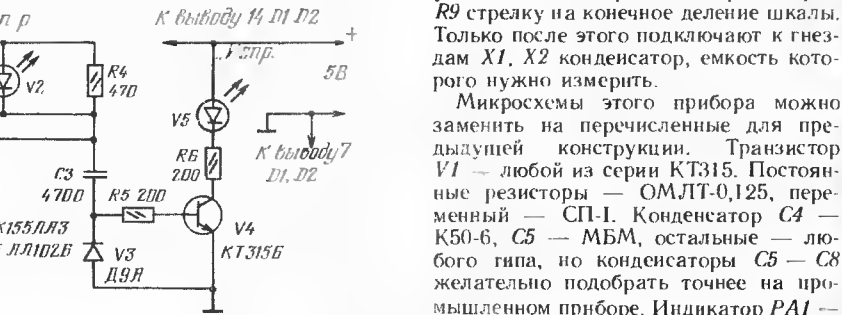 п р
К выводу 14 D1 D2
Iпр.
+
5В
V2
R4
470
V5
К выводу 7
D1, D2
R6
200
C3
4700
R5 200
К155ЛА3
V3
Д9Д
V4
КТ315Б
R9 стрелку на конечное деление шкалы.
Только после этого подключают к гнез-
дам X1, X2 конденсатор, емкость кото-
рого нужно измерить.
Микросхемы этого прибора можно
заменить на перечисленные для пре-
дыдущей конструкции. Транзистор
V1 — любой из серии КТ315. Постоян-
ные резисторы — ОМЛТ-0,125, пере-
менный — СП-I. Конденсатор C4 —
К50-6, C5 — МБМ, остальные — лю-
бого типа, но конденсаторы C5 — C8
желательно подобрать точнее на про-
мышленном приборе. Индикатор PA1 —